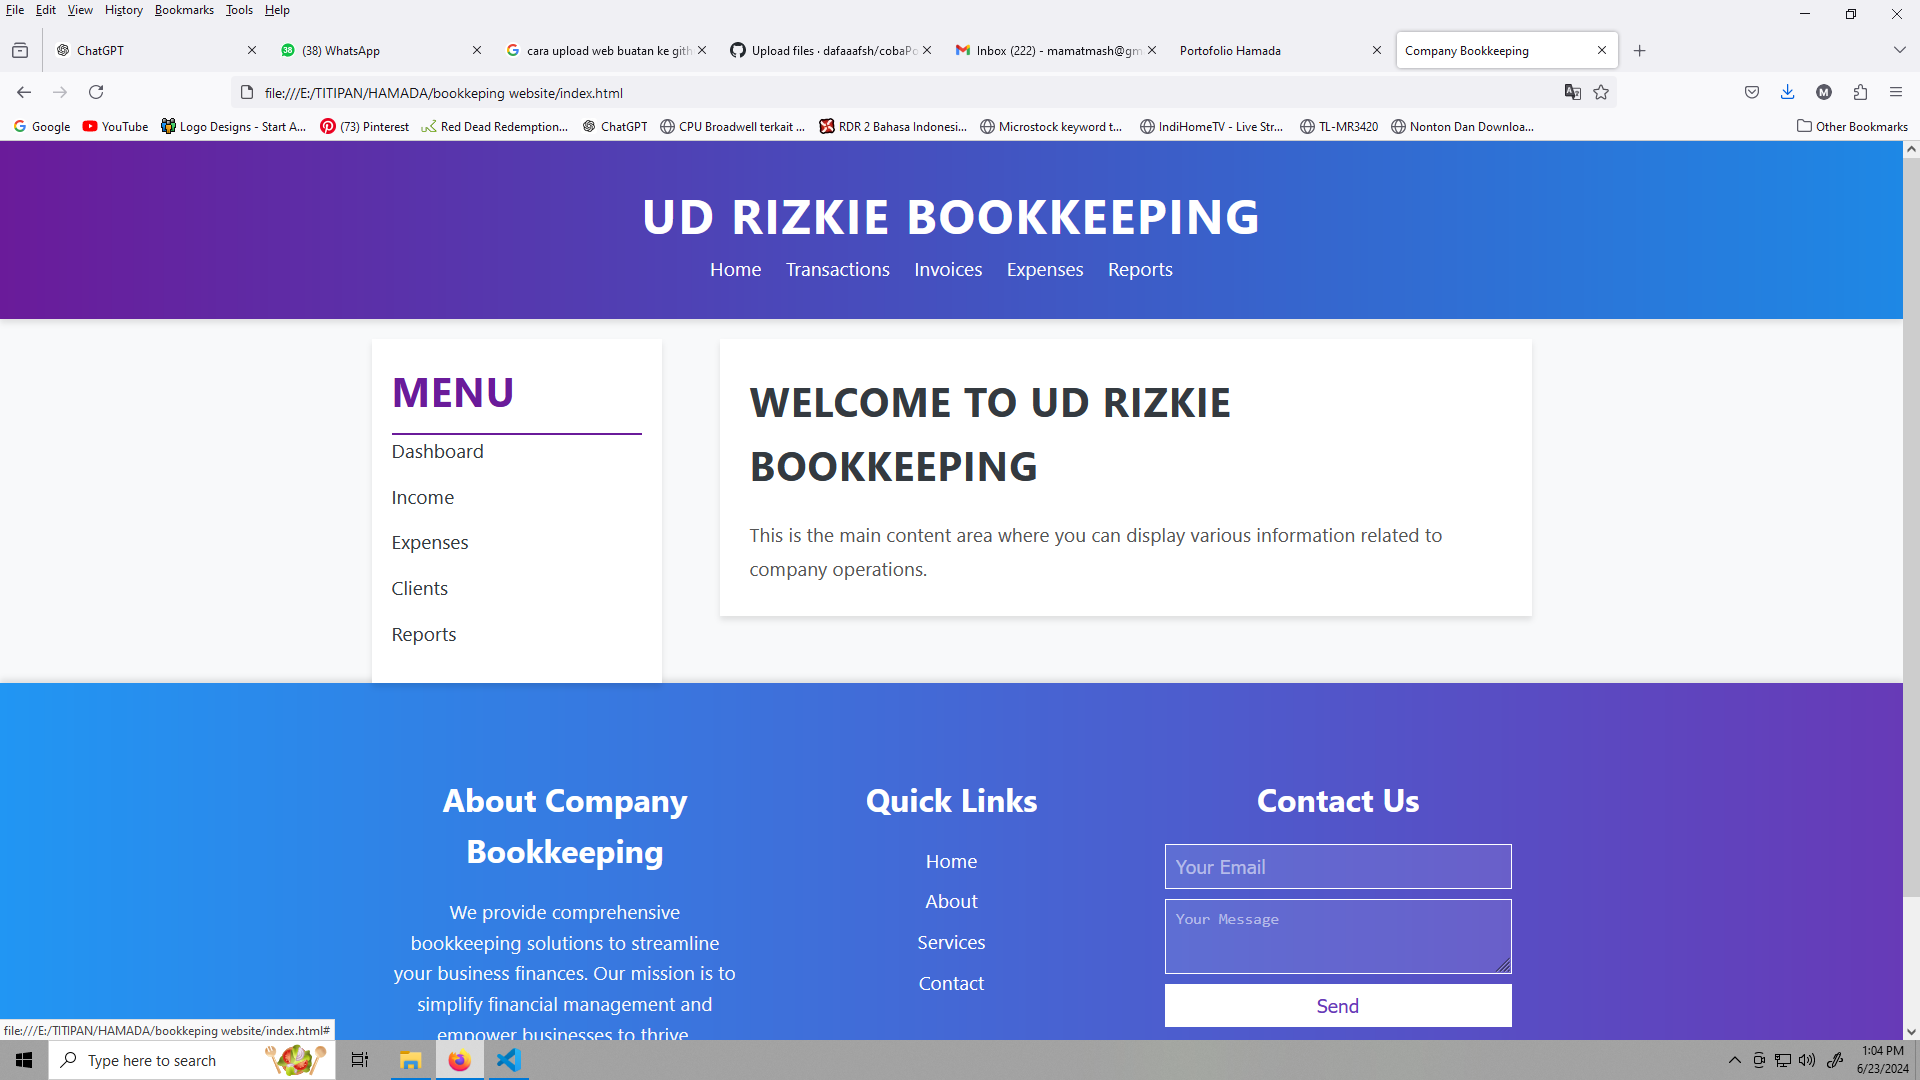 File Edit View History Bookmarks Tools Help
ChatGPT
(38) WhatsApp
cara upload web buatan ke gith
Upload files · dafaaafsh/cobaPo
Inbox (222) - mamatmash@gm
Portofolio Hamada
Company Bookkeeping
file:///E:/TITIPAN/HAMADA/bookkeping website/index.html
M
Google
YouTube
Logo Designs - Start A...
(73) Pinterest
Red Dead Redemption...
ChatGPT
CPU Broadwell terkait ...
RDR 2 Bahasa Indonesi...
Microstock keyword t...
IndiHomeTV - Live Str...
TL-MR3420
Nonton Dan Downloa...
Other Bookmarks
UD RIZKIE BOOKKEEPING
Home Transactions Invoices Expenses Reports
MENU
Dashboard
Income
Expenses
Clients
Reports
WELCOME TO UD RIZKIE
BOOKKEEPING
This is the main content area where you can display various information related to
company operations.
About Company
Bookkeeping
We provide comprehensive
bookkeeping solutions to streamline
your business finances. Our mission is to
simplify financial management and
empower businesses to thrive
Quick Links
Home
About
Services
Contact
Contact Us
Your Email
Your Message
Send
file:///E:/TITIPAN/HAMADA/bookkeping website/index.html#
Type here to search
1:04 PM
6/23/2024